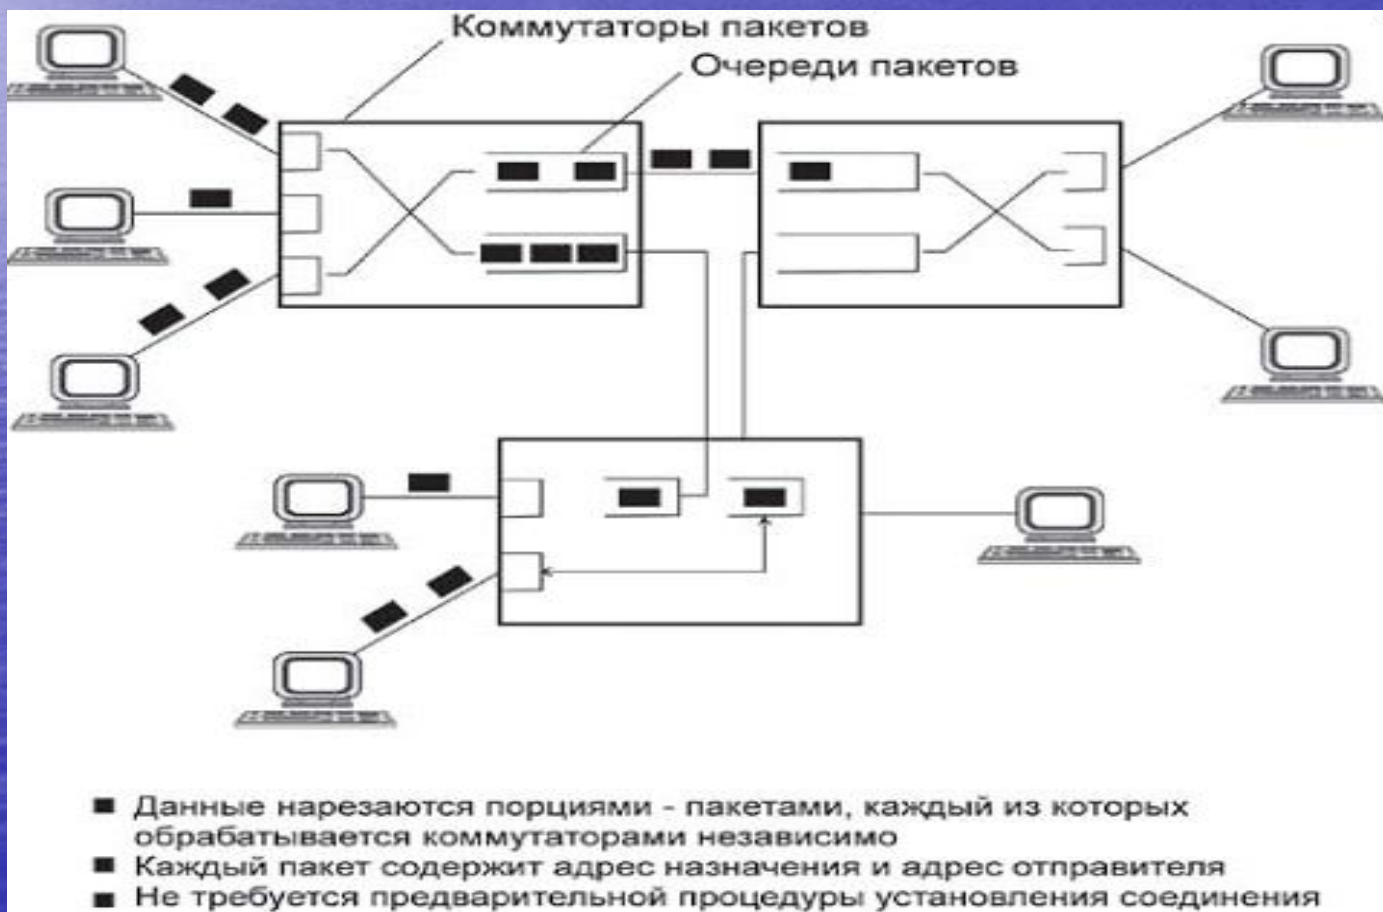 Коммутаторы пакетов
Очереди пакетов
Данные нарезаются порциями - пакетами, каждый из которых
обрабатывается коммутаторами независимо
Каждый пакет содержит адрес назначения и адрес отправителя
Не требуется предварительной процедуры установления соединения